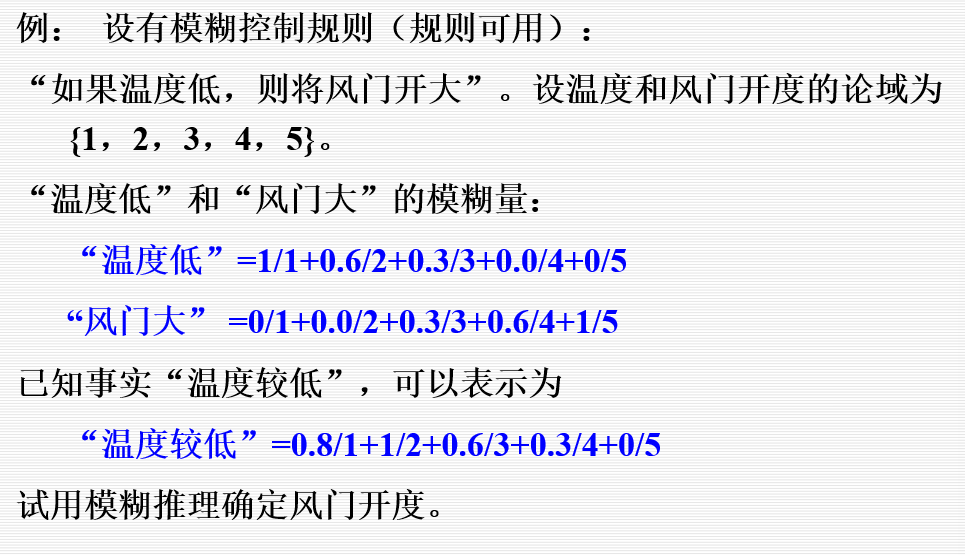 例： 设有模糊控制规则（规则可用）：
“如果温度低，则将风门开大”。设温度和风门开度的论域为
{1，2，3，4，5}。
“温度低”和“风门大”的模糊量：
“温度低”=1/1+0.6/2+0.3/3+0.0/4+0/5
“风门大” =0/1+0.0/2+0.3/3+0.6/4+1/5
已知事实“温度较低”，可以表示为
“温度较低”=0.8/1+1/2+0.6/3+0.3/4+0/5
试用模糊推理确定风门开度。